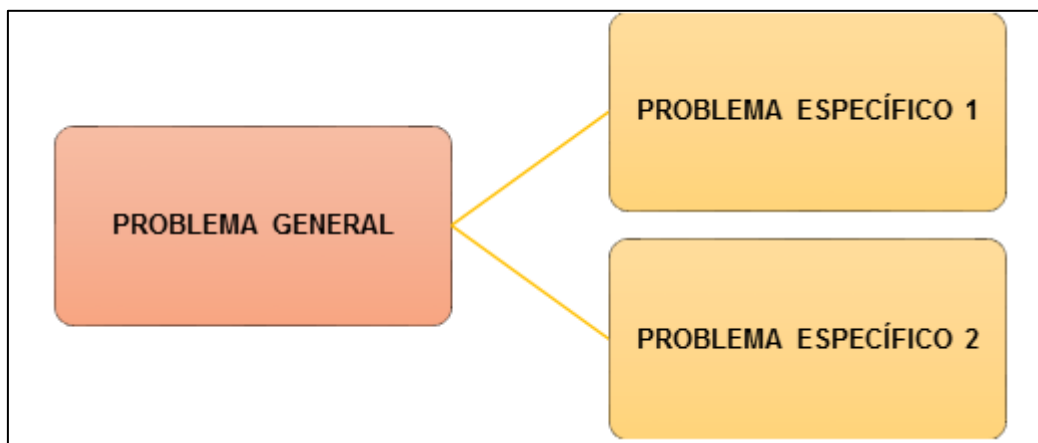 PROBLEMA GENERAL
PROBLEMA ESPECÍFICO 1
PROBLEMA ESPECÍFICO 2